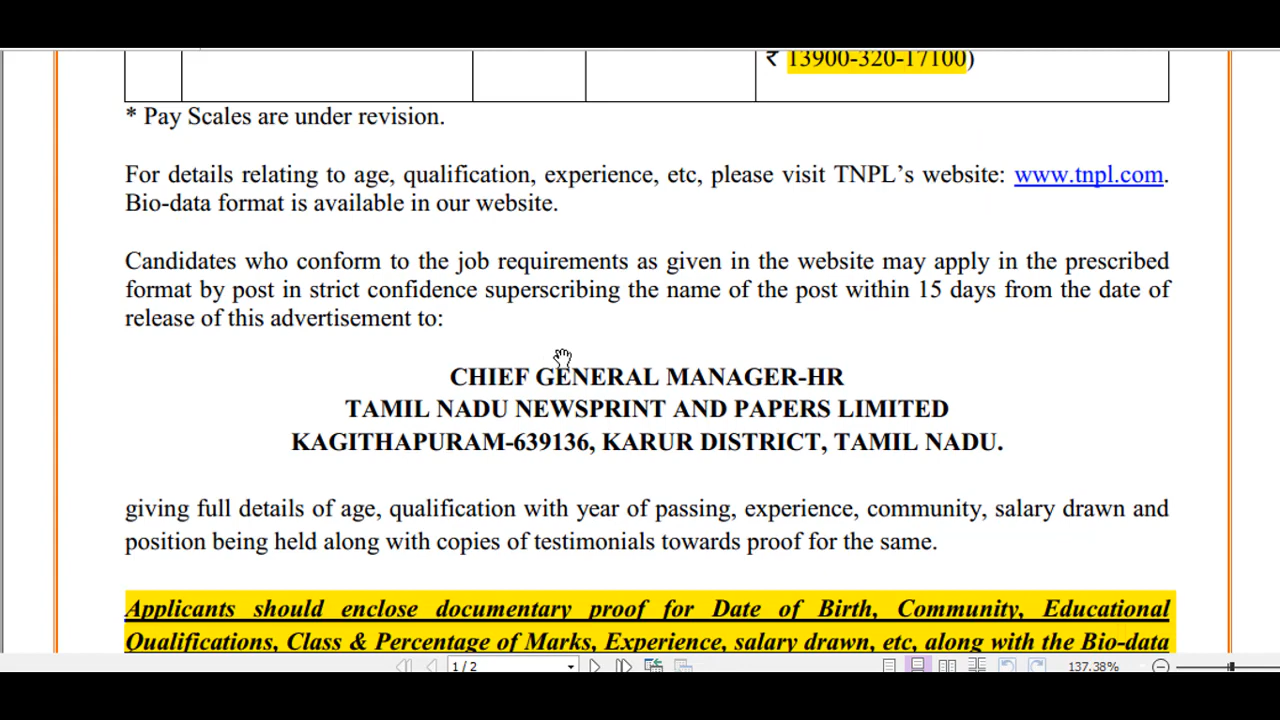 ₹ 13900-320-17100)
* Pay Scales are under revision.
For details relating to age, qualification, experience, etc, please visit TNPL’s website: www.tnpl.com.
Bio-data format is available in our website.
Candidates who conform to the job requirements as given in the website may apply in the prescribed
format by post in strict confidence superscribing the name of the post within 15 days from the date of
release of this advertisement to:
CHIEF GENERAL MANAGER-HR
TAMIL NADU NEWSPRINT AND PAPERS LIMITED
KAGITHAPURAM-639136, KARUR DISTRICT, TAMIL NADU.
giving full details of age, qualification with year of passing, experience, community, salary drawn and
position being held along with copies of testimonials towards proof for the same.
Applicants should enclose documentary proof for Date of Birth, Community, Educational
Qualifications, Class & Percentage of Marks, Experience, salary drawn, etc, along with the Bio-data
1 / 2
137.38%